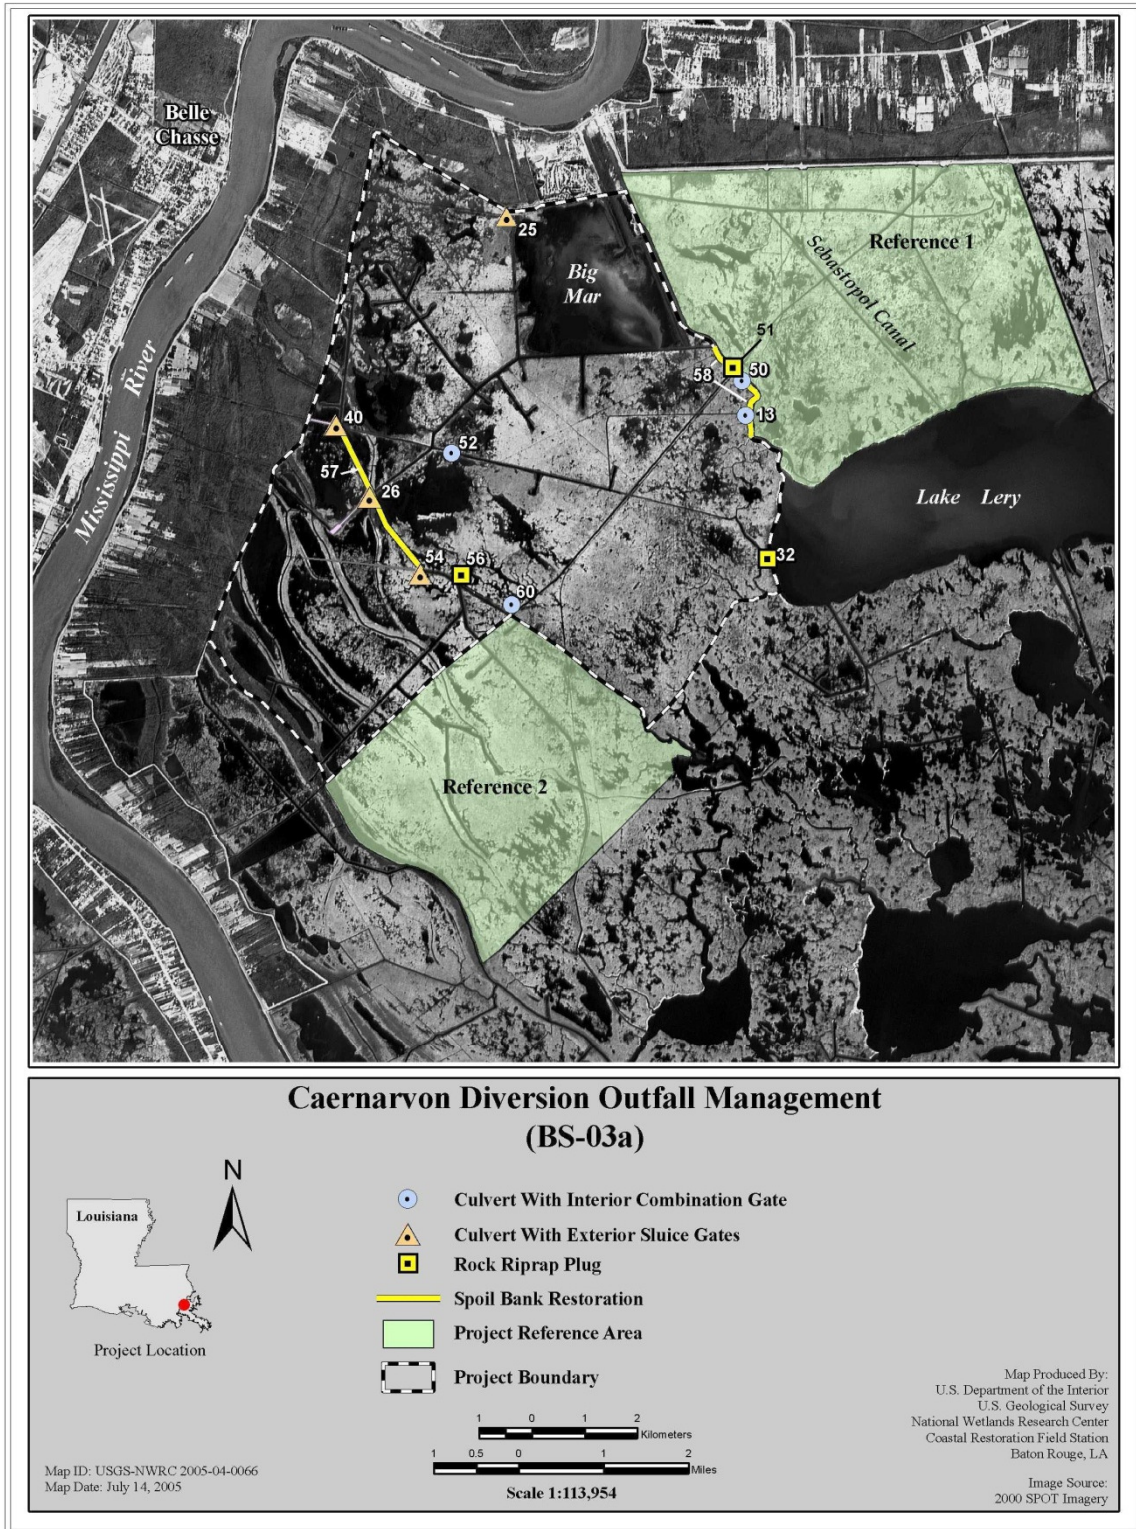 Belle
Chasse
25
Big
Mar
Reference 1
Sebastopol Canal
51
58
50
13
40
52
57
26
Mississippi River
Lake Lery
54
56
32
60
Reference 2
Caernarvon Diversion Outfall Management
(BS-03a)
N
Louisiana
Project Location
Culvert With Interior Combination Gate
Culvert With Exterior Sluice Gates
Rock Riprap Plug
Spoil Bank Restoration
Project Reference Area
Project Boundary
1 0 1 2
Kilometers
1 0.5 0 1 2
Miles
Scale 1:113,954
Map ID: USGS-NWRC 2005-04-0066
Map Date: July 14, 2005
Map Produced By:
U.S. Department of the Interior
U.S. Geological Survey
National Wetlands Research Center
Coastal Restoration Field Station
Baton Rouge, LA
Image Source:
2000 SPOT Imagery